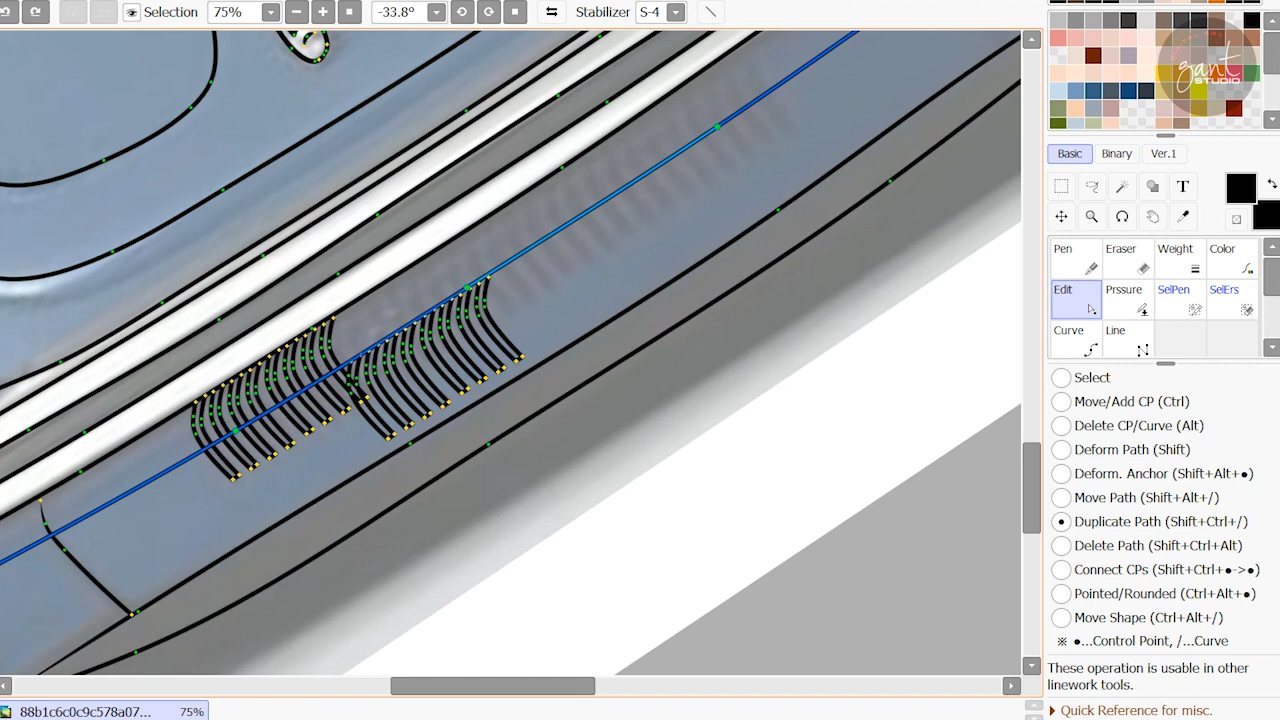 Selection 75% -33.8° Stabilizer S-4
gant
STUDIO
Basic Binary Ver.1
T
Pen Eraser Weight Color
Edit Prssure SelPen SelErs
Curve Line
Select
Move/Add CP (Ctrl)
Delete CP/Curve (Alt)
Deform Path (Shift)
Deform. Anchor (Shift+Alt+●)
Move Path (Shift+Alt+/)
Duplicate Path (Shift+Ctrl+/)
Delete Path (Shift+Ctrl+Alt)
Connect CPs (Shift+Ctrl+●->●)
Pointed/Rounded (Ctrl+Alt+●)
Move Shape (Ctrl+Alt+/)
※ ●...Control Point, /...Curve
These operation is usable in other
linework tools.
Quick Reference for misc.
88b1c6c0c9c578a07... 75%